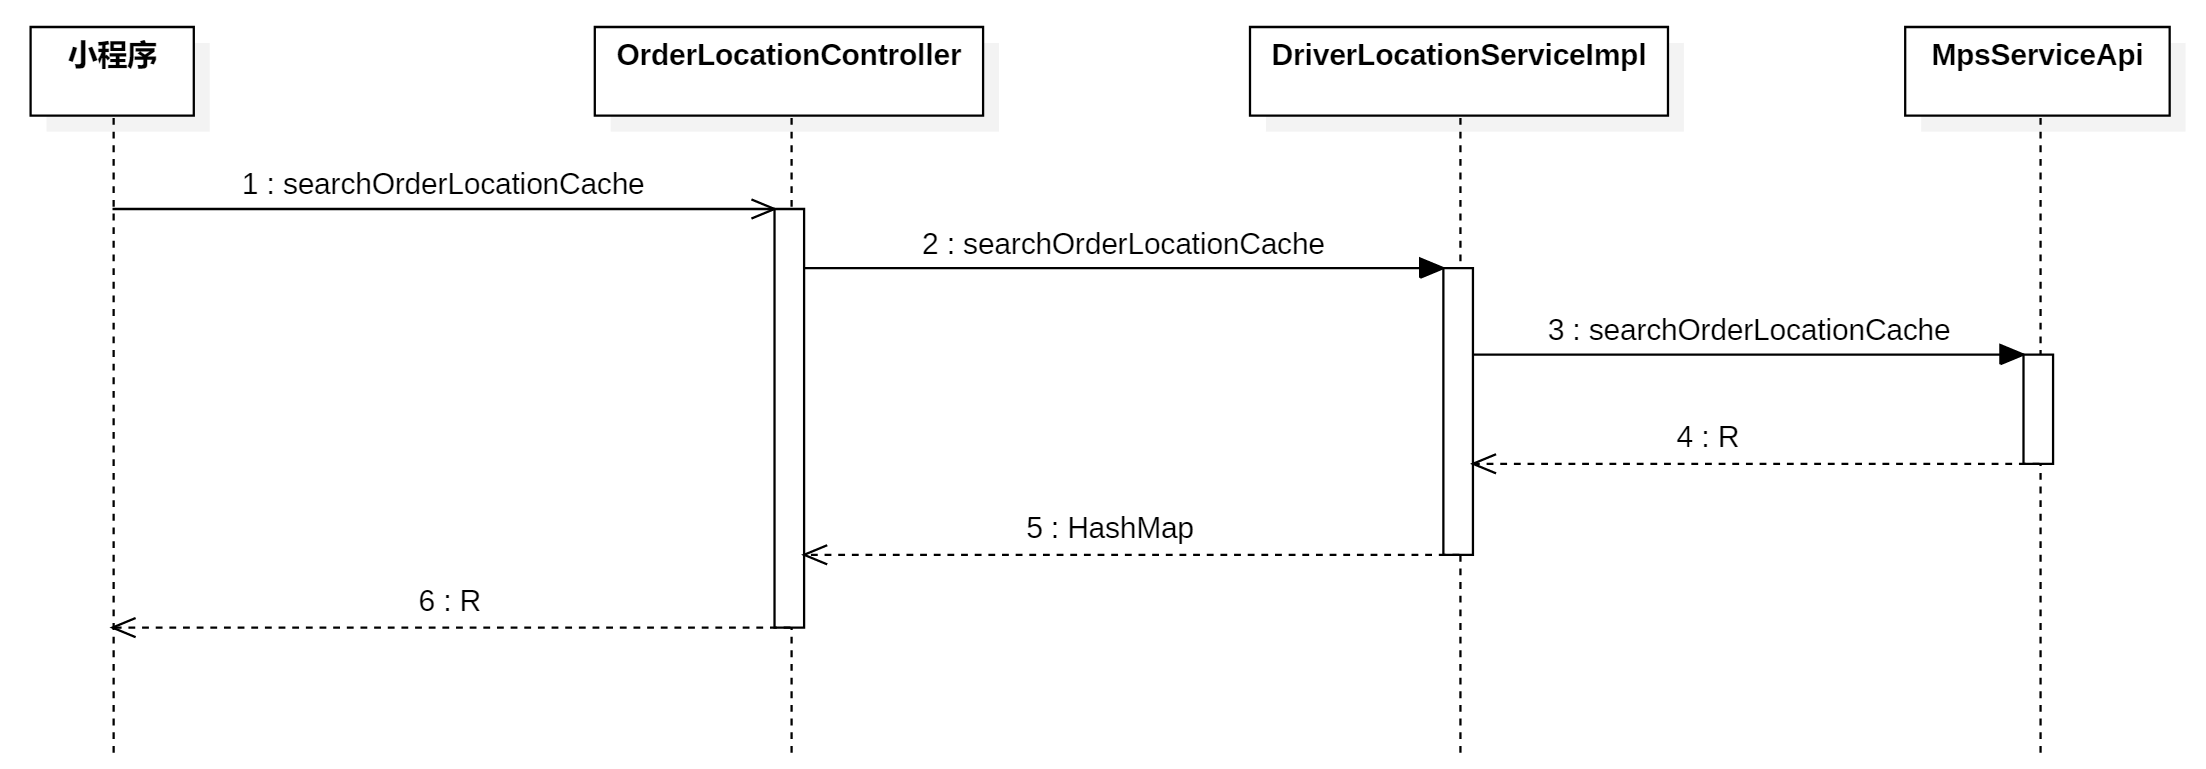 小程序
OrderLocationController
DriverLocationServiceImpl
MpsServiceApi
1 : searchOrderLocationCache
2 : searchOrderLocationCache
3 : searchOrderLocationCache
4 : R
5 : HashMap
6 : R